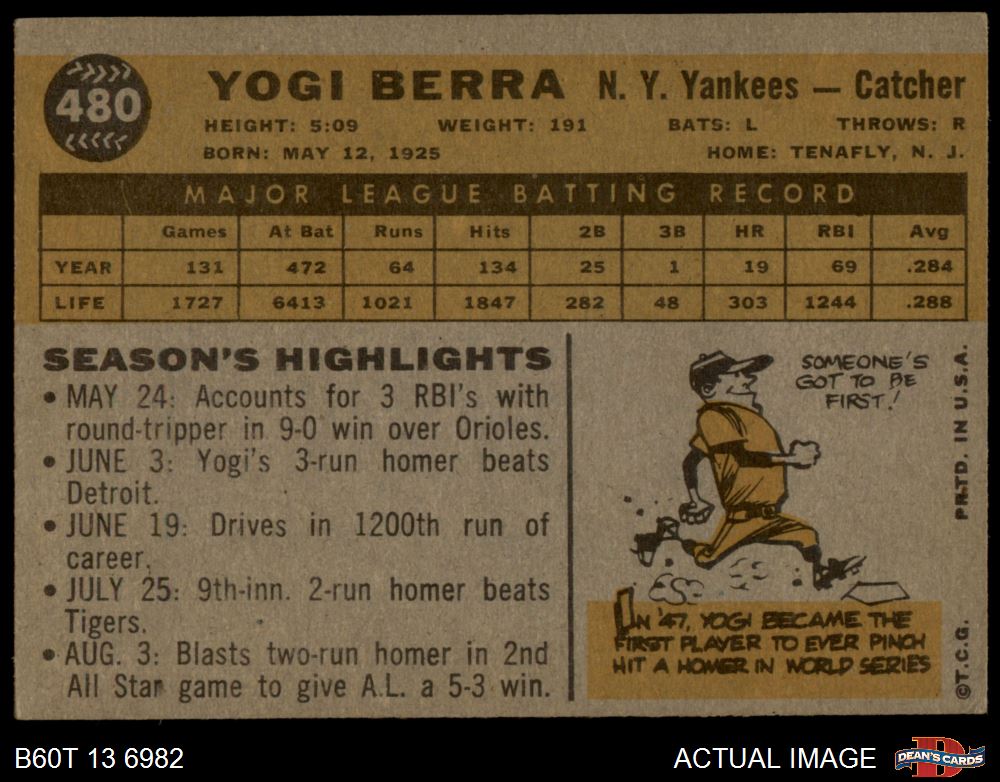 480
YOGI BERRA N. Y. Yankees — Catcher
HEIGHT: 5:09 WEIGHT: 191 BATS: L THROWS: R
BORN: MAY 12, 1925 HOME: TENAFLY, N. J.
MAJOR LEAGUE BATTING RECORD
Games At Bat Runs Hits 2B 3B HR RBI Avg
YEAR 131 472 64 134 25 1 19 69 .284
LIFE 1727 6413 1021 1847 282 48 303 1244 .288
SEASON'S HIGHLIGHTS
• MAY 24: Accounts for 3 RBI's with
round-tripper in 9-0 win over Orioles.
• JUNE 3: Yogi's 3-run homer beats
Detroit.
• JUNE 19: Drives in 1200th run of
career.
• JULY 25: 9th-inn. 2-run homer beats
Tigers.
• AUG. 3: Blasts two-run homer in 2nd
All Star game to give A.L. a 5-3 win.
SOMEONE'S
GOT TO BE
FIRST!
IN '47, YOGI BECAME THE
FIRST PLAYER TO EVER PINCH
HIT A HOMER IN WORLD SERIES
©T.C.G. PRTD. IN U.S.A.
B60T 13 6982 ACTUAL IMAGE
D
DEAN'S CARDS